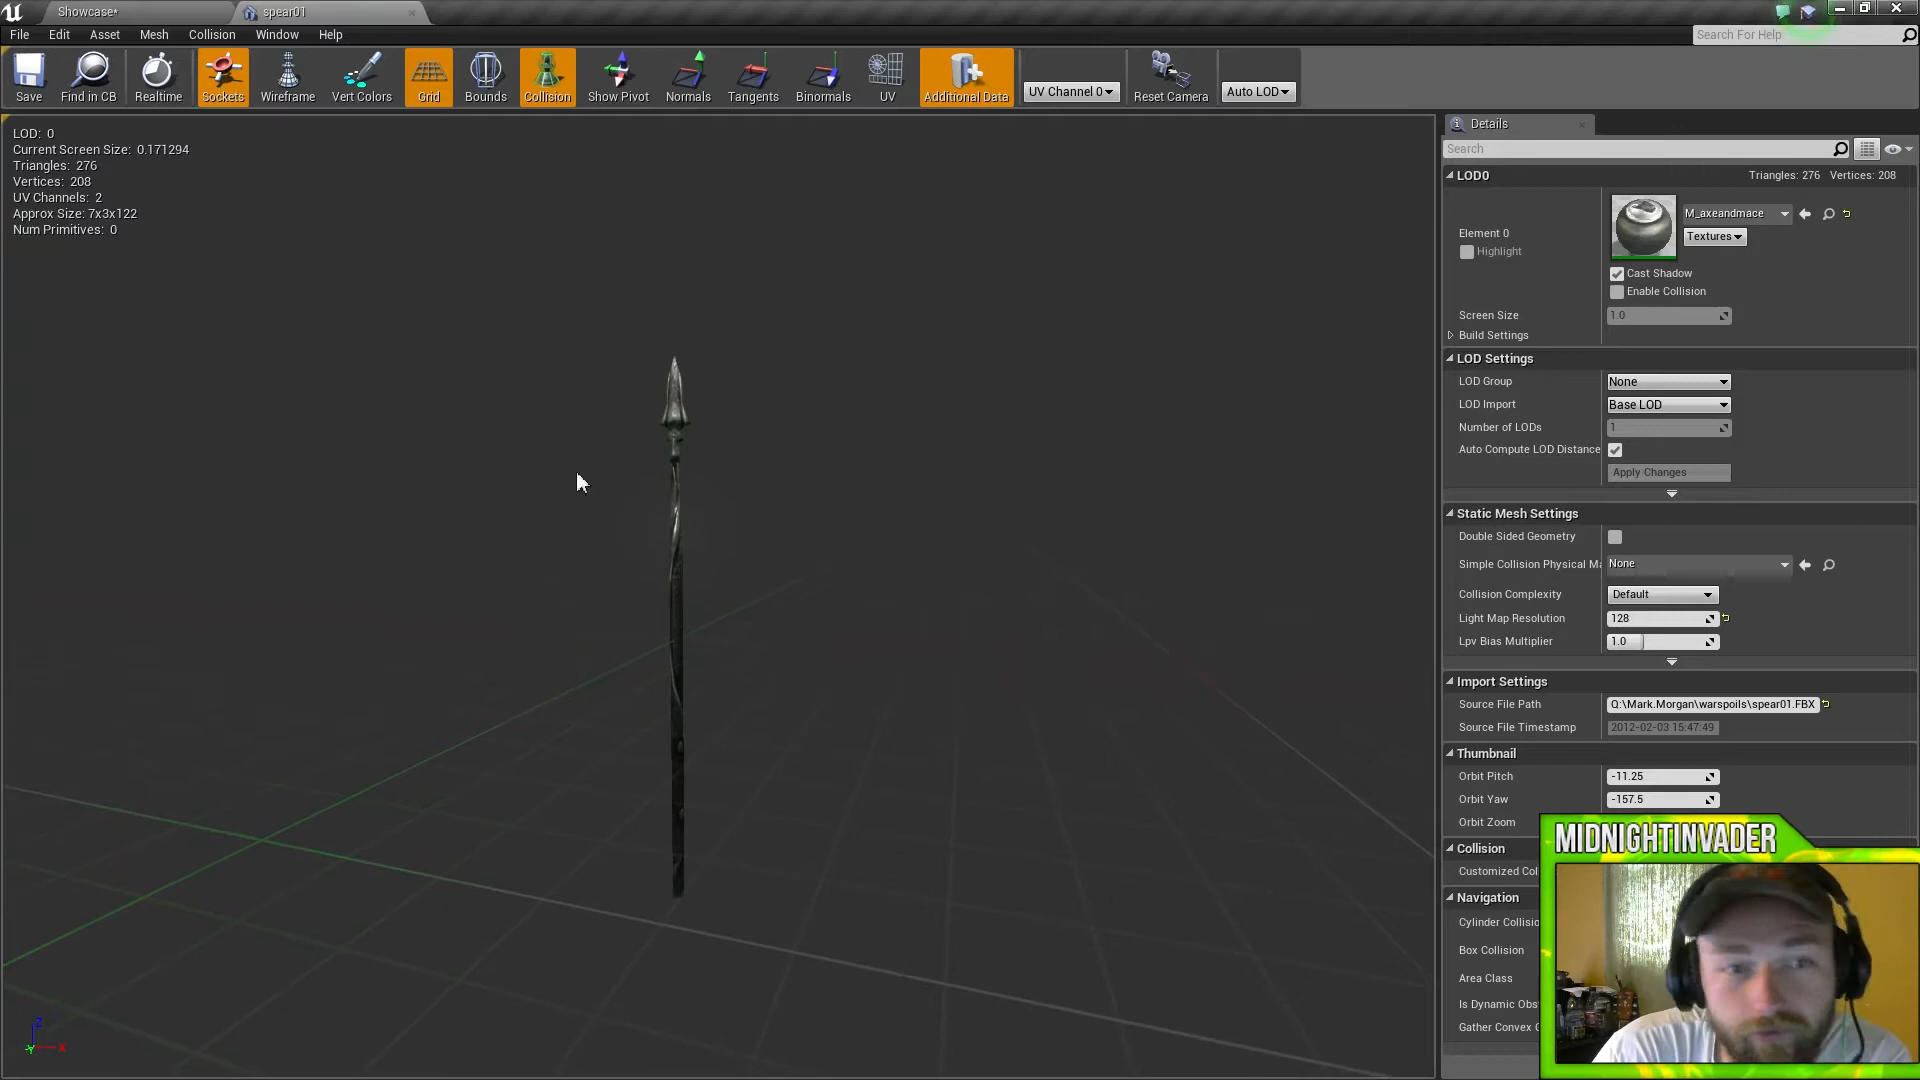 Showcase*
spear01
File Edit Asset Mesh Collision Window Help
Search For Help
Save Find in CB Realtime Sockets Wireframe Vert Colors Grid Bounds Collision Show Pivot Normals Tangents Binormals UV Additional Data UV Channel 0 Reset Camera Auto LOD
LOD: 0
Current Screen Size: 0.171294
Triangles: 276
Vertices: 208
UV Channels: 2
Approx Size: 7x3x122
Num Primitives: 0
Z
Y X
Details
Search
LOD0 Triangles: 276 Vertices: 208
M_axeandmace
Element 0 Textures
Highlight
Cast Shadow
Enable Collision
Screen Size 1.0
Build Settings
LOD Settings
LOD Group None
LOD Import Base LOD
Number of LODs 1
Auto Compute LOD Distance
Apply Changes
Static Mesh Settings
Double Sided Geometry
Simple Collision Physical Ma None
Collision Complexity Default
Light Map Resolution 128
Lpv Bias Multiplier 1.0
Import Settings
Source File Path Q:\Mark.Morgan\warspoils\spear01.FBX
Source File Timestamp 2012-02-03 15:47:49
Thumbnail
Orbit Pitch -11.25
Orbit Yaw -157.5
Orbit Zoom
Collision
Customized Col
Navigation
Cylinder Collisio
Box Collision
Area Class
Is Dynamic Obs
Gather Convex G
MIDNIGHTINVADER